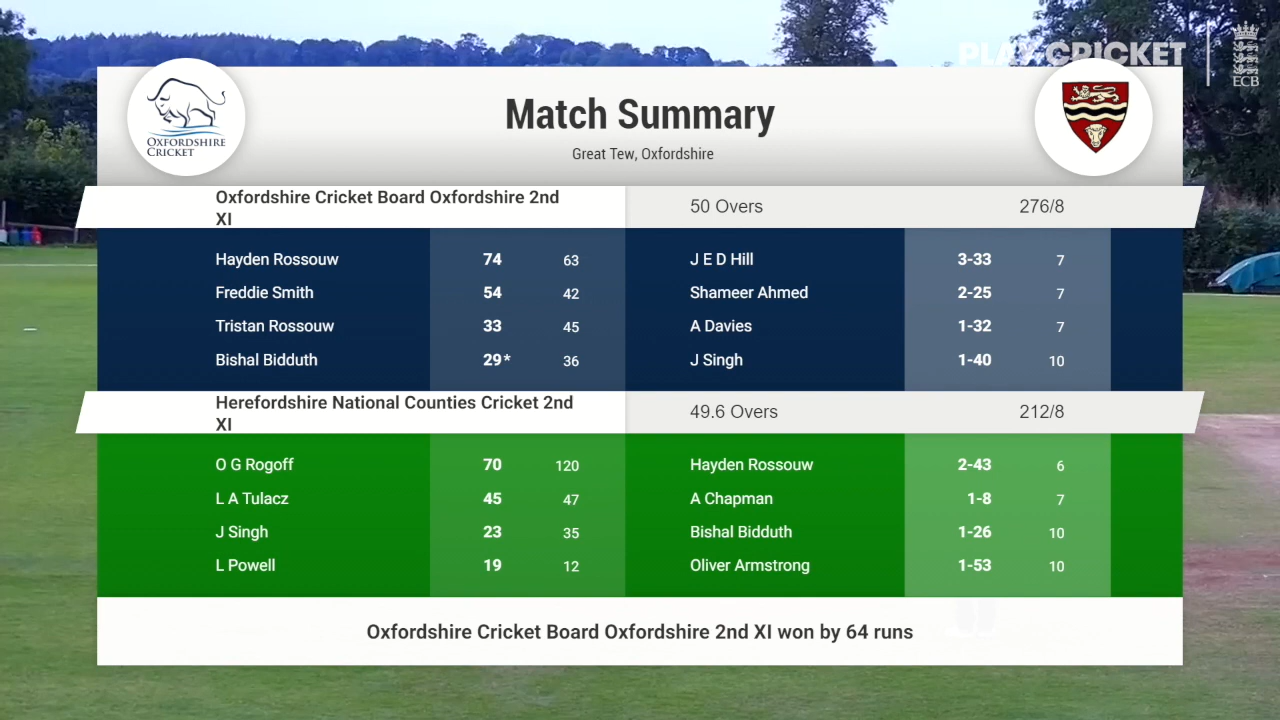 PLAY-CRICKET
ECB
OXFORDSHIRE
CRICKET
Match Summary
Great Tew, Oxfordshire
Oxfordshire Cricket Board Oxfordshire 2nd
XI
50 Overs 276/8
Hayden Rossouw 74 63 J E D Hill 3-33 7
Freddie Smith 54 42 Shameer Ahmed 2-25 7
Tristan Rossouw 33 45 A Davies 1-32 7
Bishal Bidduth 29* 36 J Singh 1-40 10
Herefordshire National Counties Cricket 2nd
XI
49.6 Overs 212/8
O G Rogoff 70 120 Hayden Rossouw 2-43 6
L A Tulacz 45 47 A Chapman 1-8 7
J Singh 23 35 Bishal Bidduth 1-26 10
L Powell 19 12 Oliver Armstrong 1-53 10
Oxfordshire Cricket Board Oxfordshire 2nd XI won by 64 runs